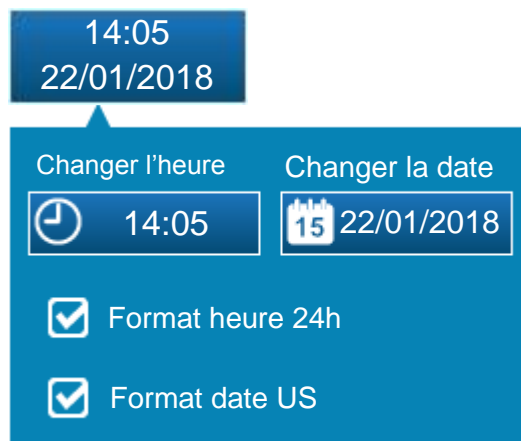 14:05
22/01/2018
Changer l’heure
Changer la date
14:05
15 22/01/2018
Format heure 24h
Format date US